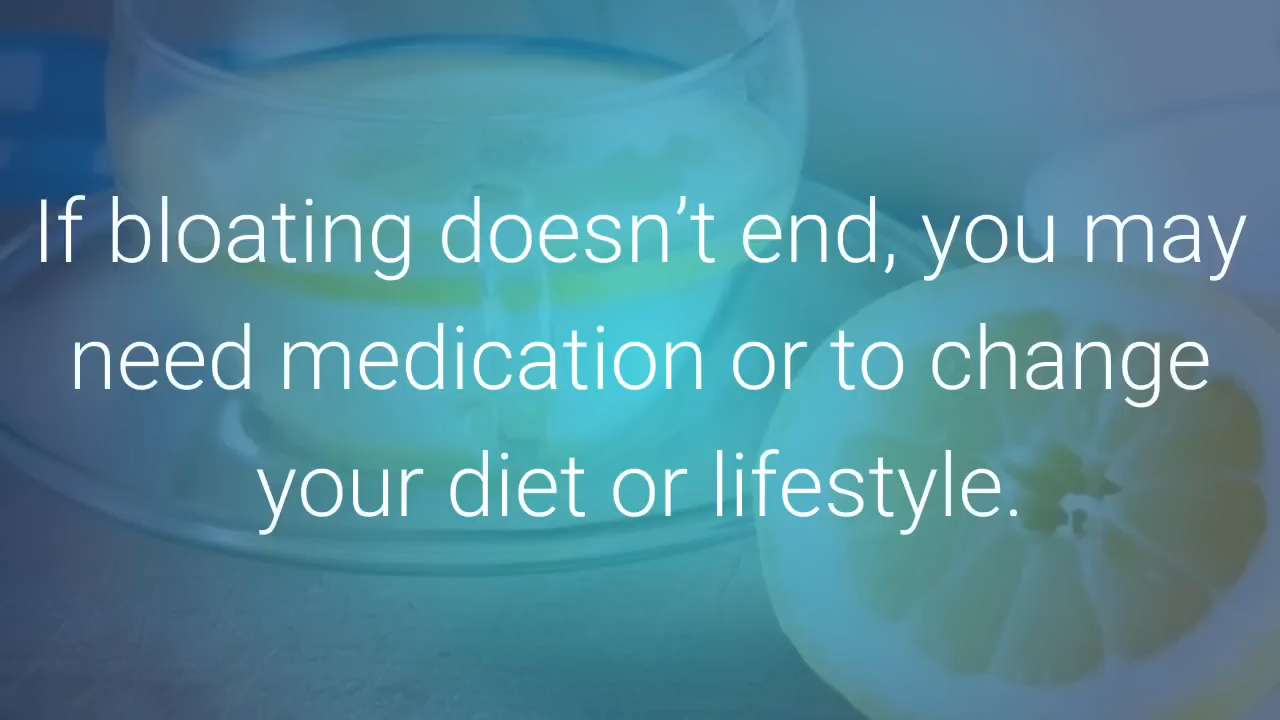 If bloating doesn’t end, you may
need medication or to change
your diet or lifestyle.